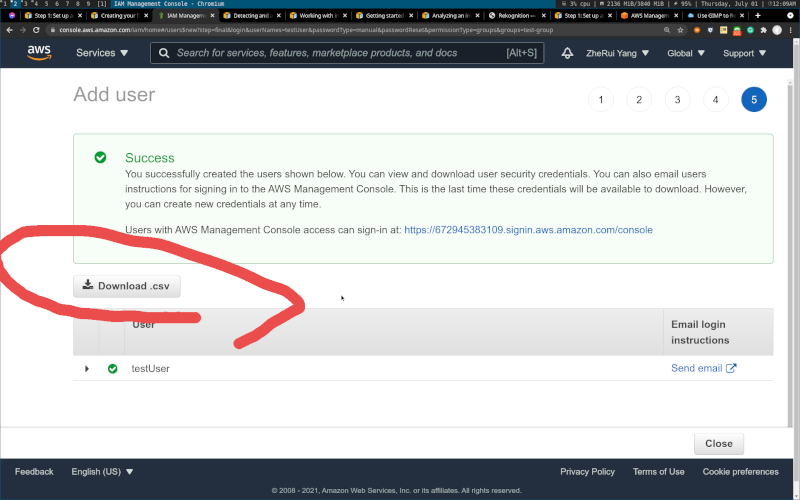 1 2 3 4 5 6 7 8 9 [1] IAM Management Console - Chromium
3% cpu | 2136 MiB/3840 MiB | 95% | Thursday, July 01 | 12:09AM
Step 1: Set up a
Creating your f
IAM Managemen
Detecting and a
Working with im
Getting started
Analyzing an im
Rekognition —
Step 1: Set up a
AWS Managem
Use GIMP to Re
console.aws.amazon.com/iam/home#/users$new?step=final&login&userNames=testUser&passwordType=manual&passwordReset&permissionType=groups&groups=test-group
aws Services Search for services, features, marketplace products, and docs [Alt+S] ZheRui Yang Global Support
Add user
1 2 3 4 5
Success
You successfully created the users shown below. You can view and download user security credentials. You can also email users
instructions for signing in to the AWS Management Console. This is the last time these credentials will be available to download. However,
you can create new credentials at any time.
Users with AWS Management Console access can sign-in at: https://672945383109.signin.aws.amazon.com/console
Download .csv
User
Email login
instructions
testUser Send email
Close
Feedback English (US) Privacy Policy Terms of Use Cookie preferences
© 2008 - 2021, Amazon Web Services, Inc. or its affiliates. All rights reserved.